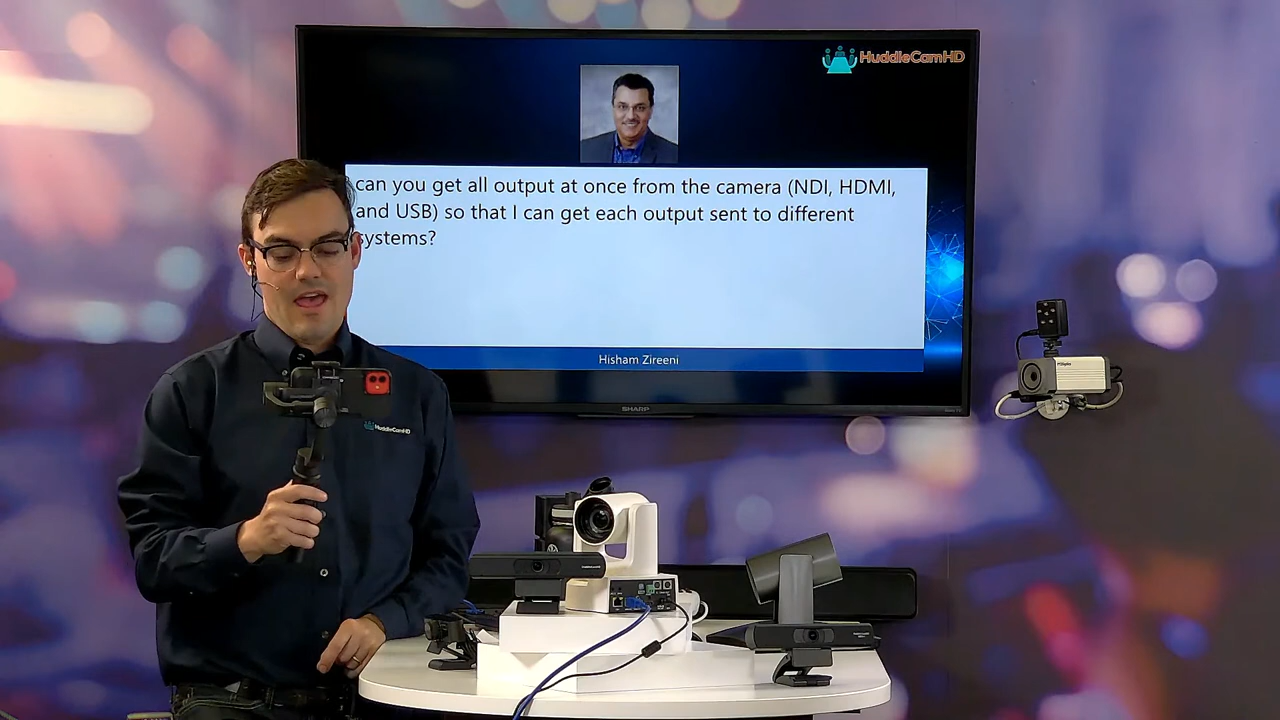 HuddleCamHD
can you get all output at once from the camera (NDI, HDMI,
and USB) so that I can get each output sent to different
systems?
Hisham Zireeni
SHARP
HuddleCamHD